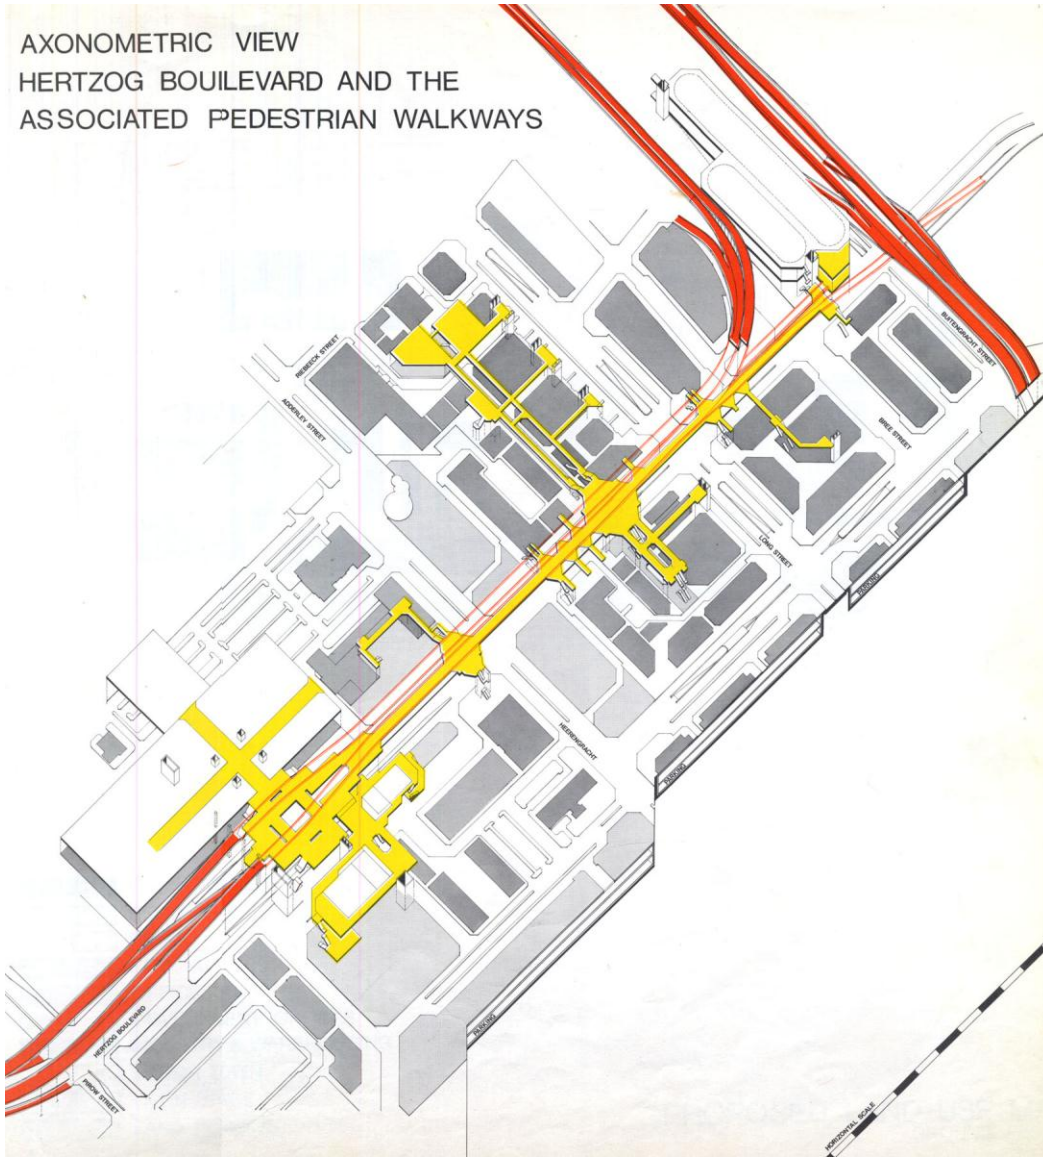 AXONOMETRIC VIEW
HERTZOG BOUILEVARD AND THE
ASSOCIATED PEDESTRIAN WALKWAYS
RIEBEECK STREET
ADDERLEY STREET
BUITENGRACHT STREET
BREE STREET
LONG STREET
PARKING
HEERENGRACHT
PARKING
HERTZOG BOULEVARD
PARKING
PIROW STREET
HORIZONTAL SCALE